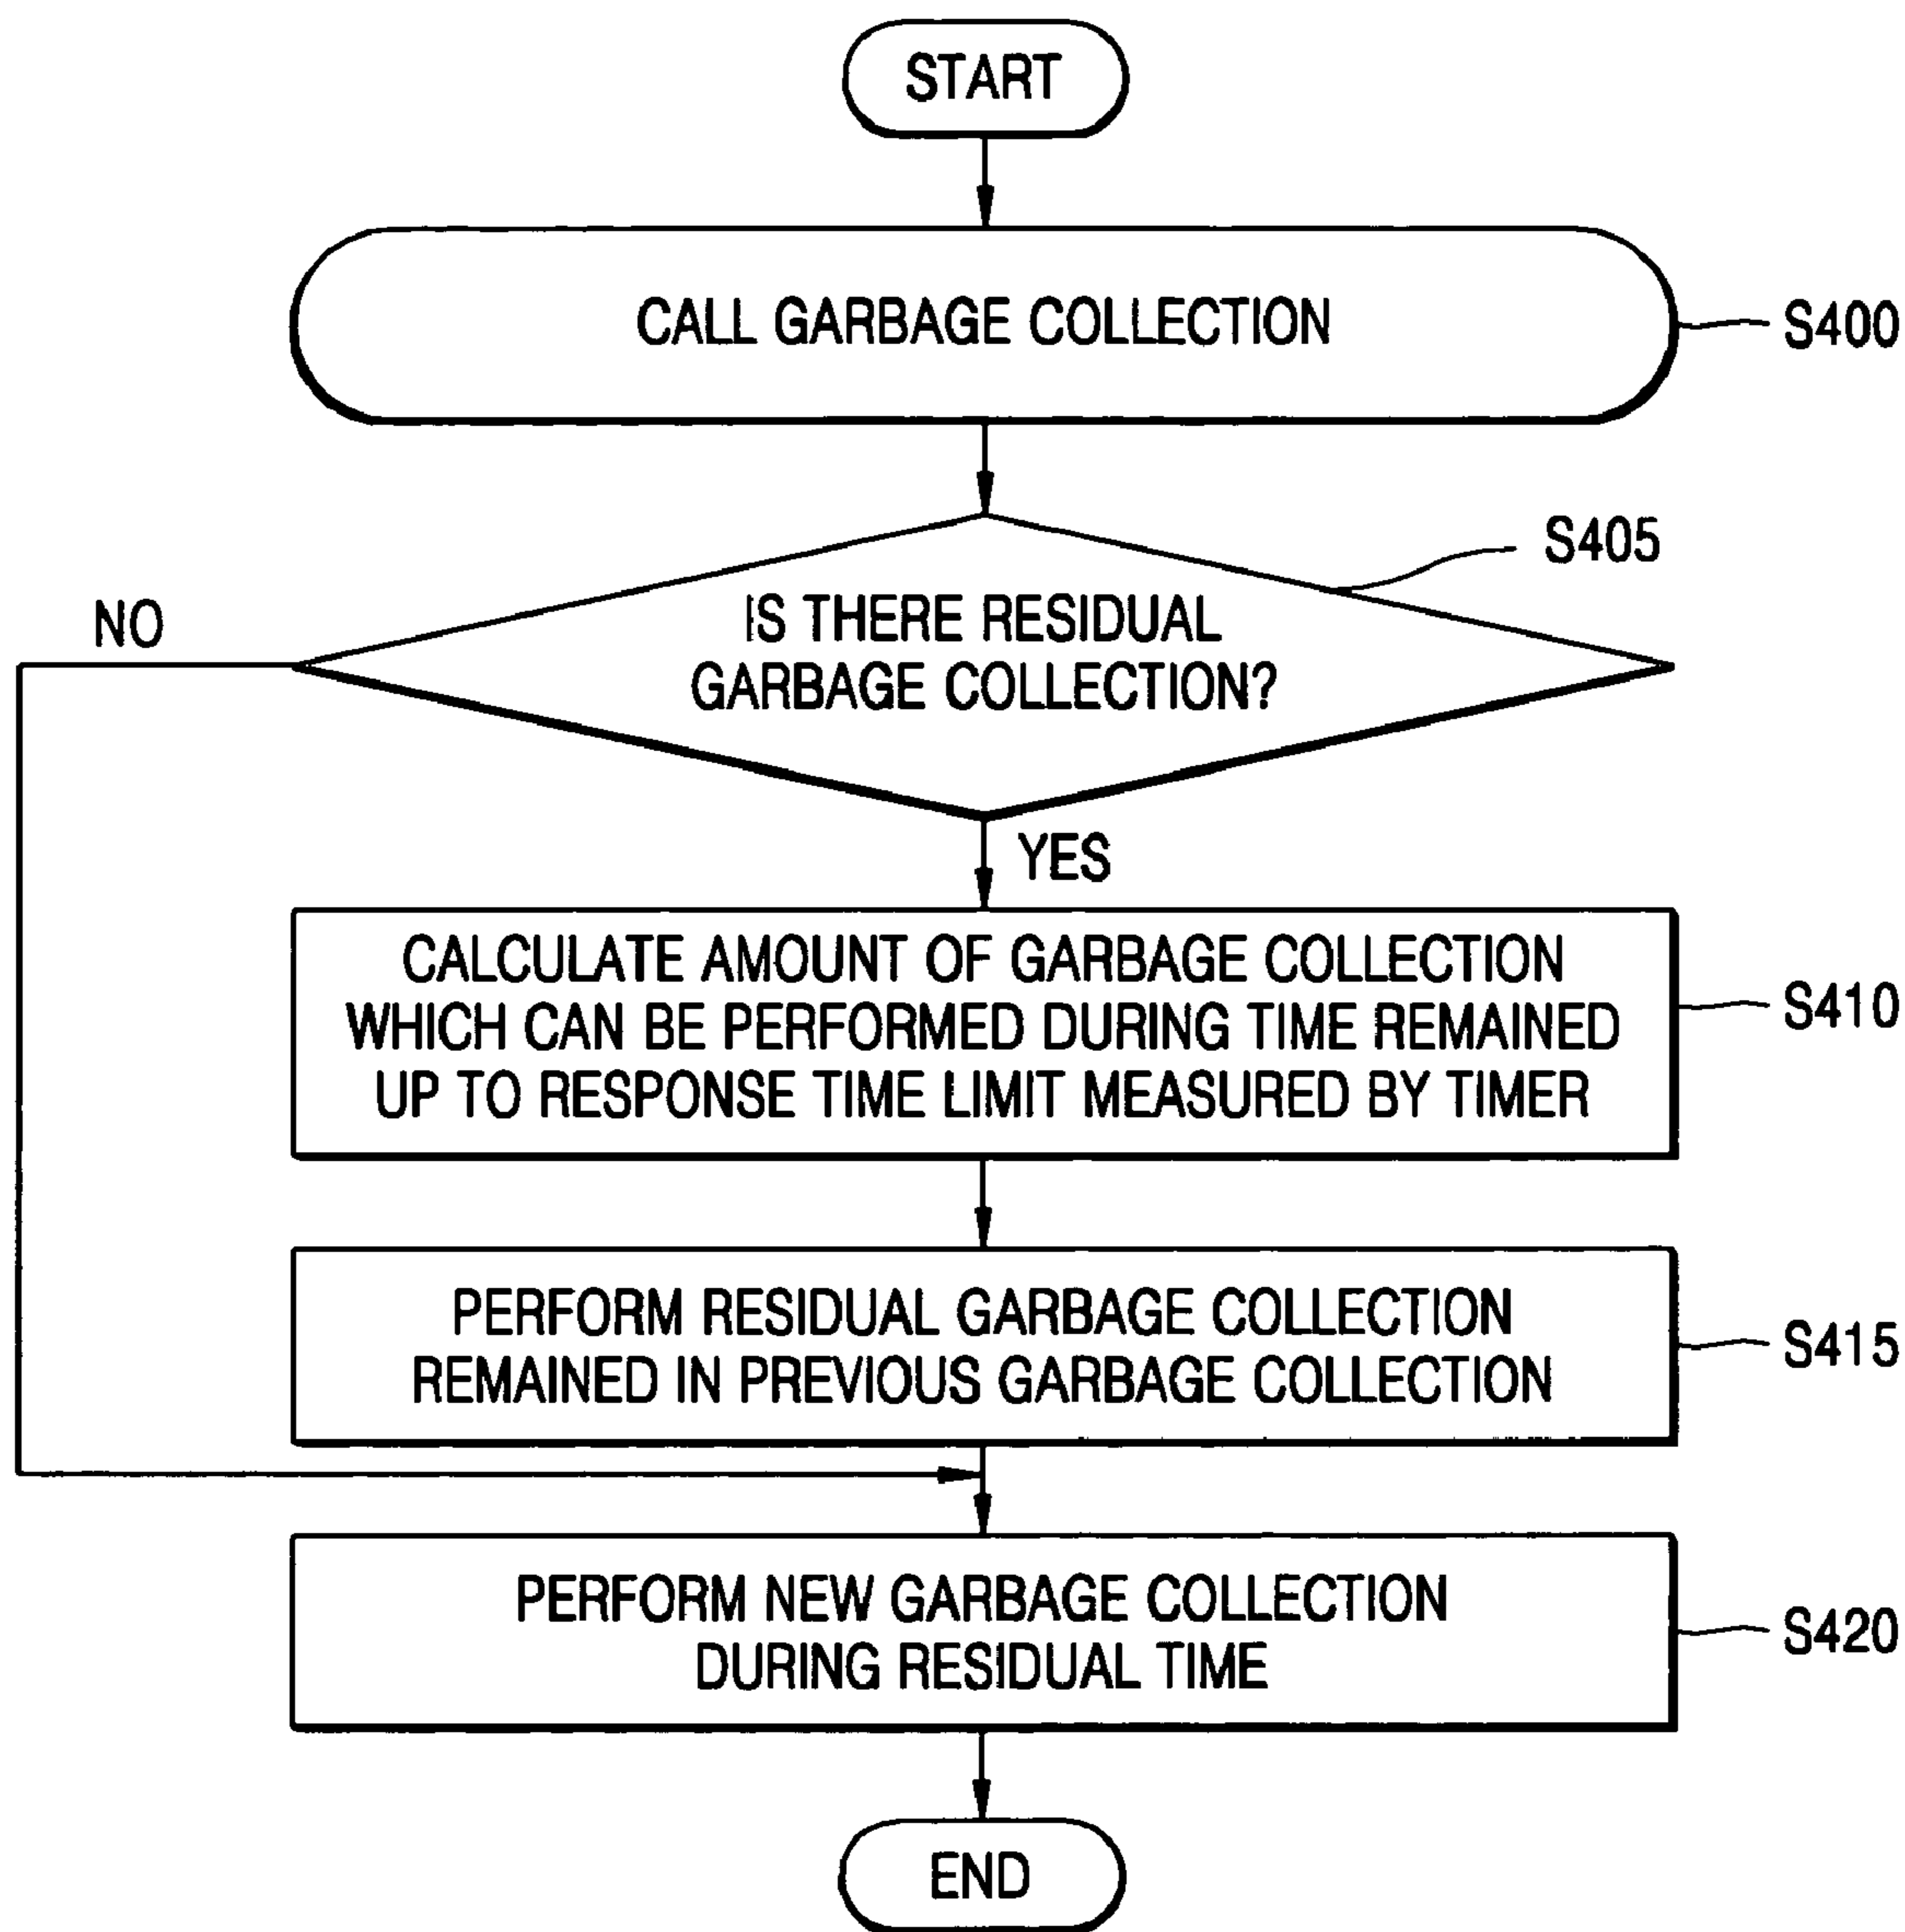 START
CALL GARBAGE COLLECTION
S400
S405
IS THERE RESIDUAL
GARBAGE COLLECTION?
NO
YES
CALCULATE AMOUNT OF GARBAGE COLLECTION
WHICH CAN BE PERFORMED DURING TIME REMAINED
UP TO RESPONSE TIME LIMIT MEASURED BY TIMER
S410
PERFORM RESIDUAL GARBAGE COLLECTION
REMAINED IN PREVIOUS GARBAGE COLLECTION
S415
PERFORM NEW GARBAGE COLLECTION
DURING RESIDUAL TIME
S420
END